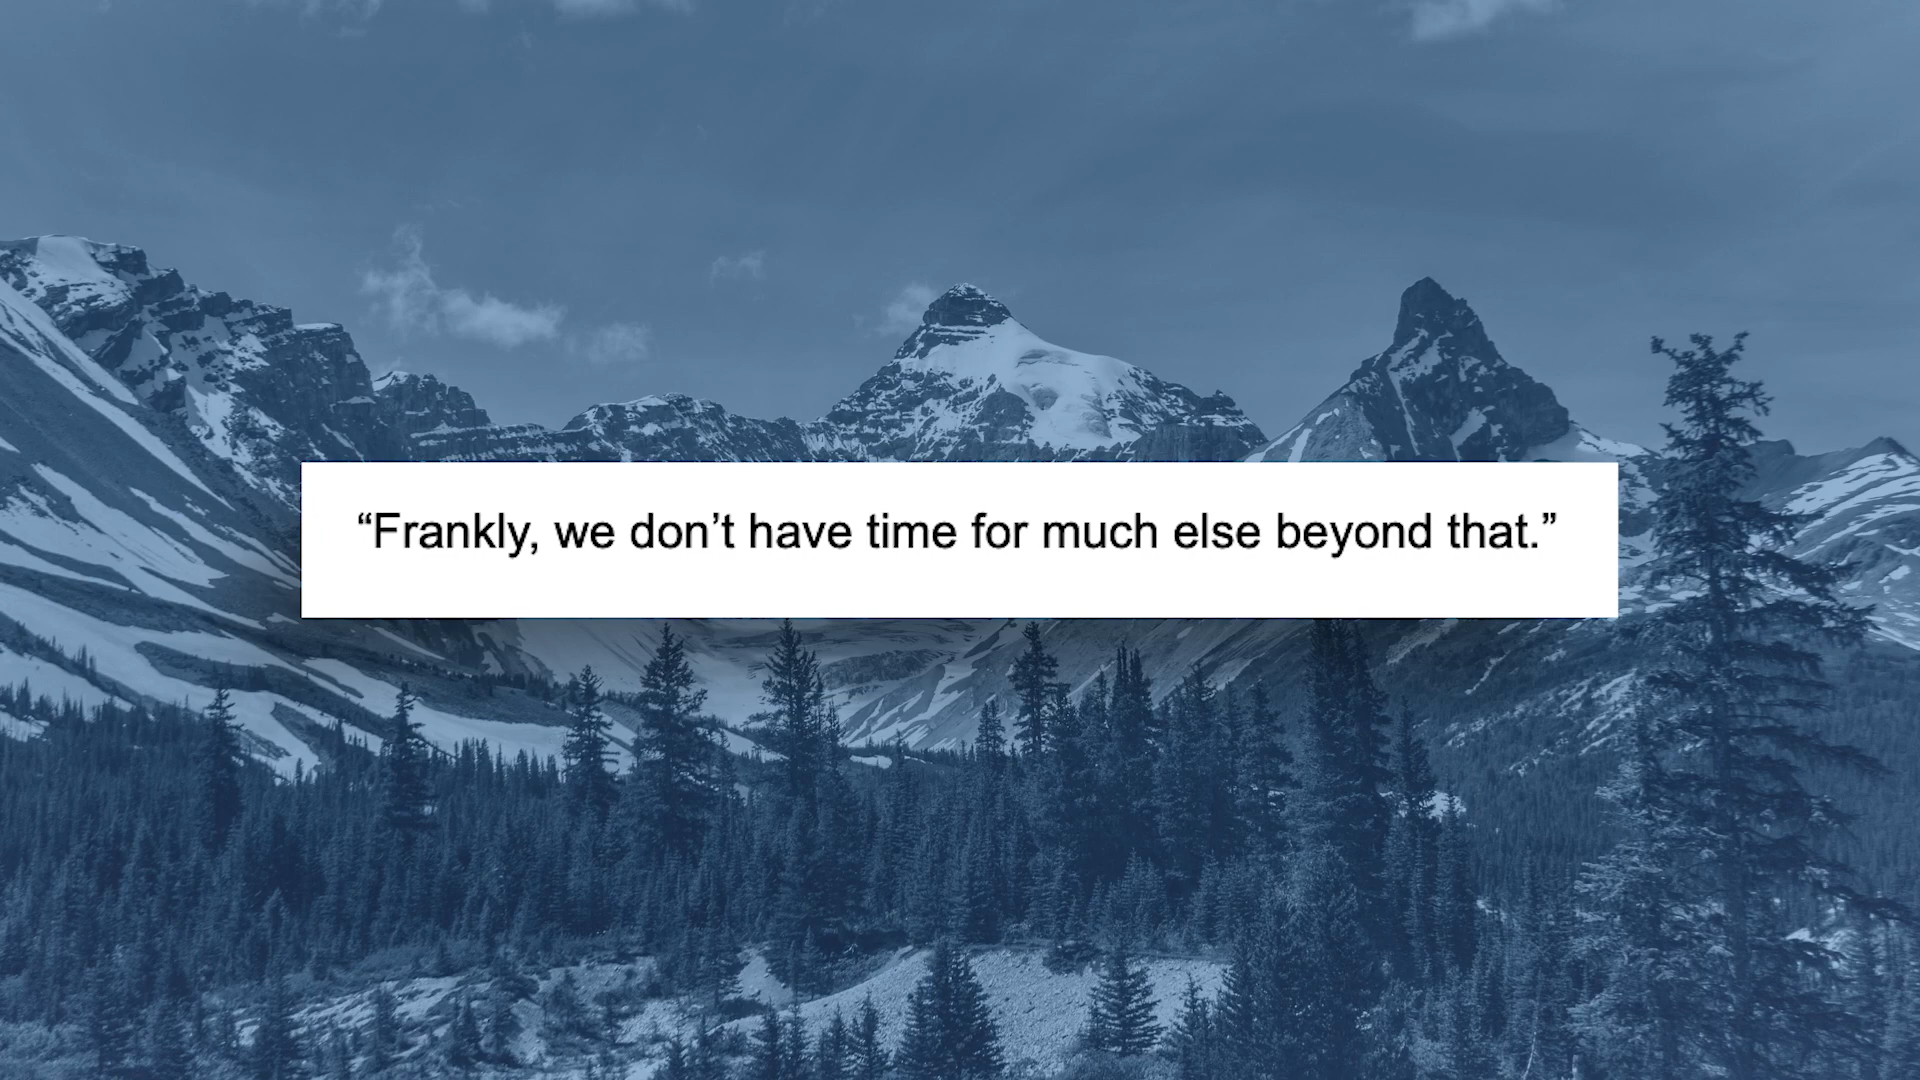 “Frankly, we don’t have time for much else beyond that.”